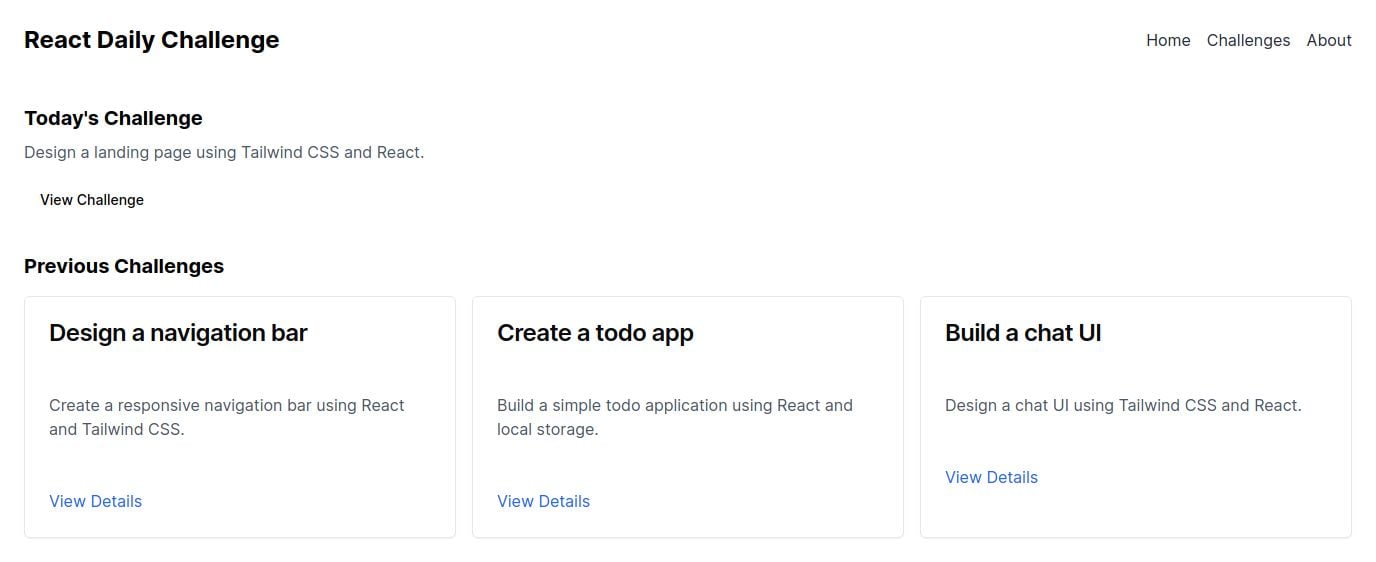 React Daily Challenge
Home Challenges About
Today's Challenge
Design a landing page using Tailwind CSS and React.
View Challenge
Previous Challenges
Design a navigation bar
Create a responsive navigation bar using React
and Tailwind CSS.
View Details
Create a todo app
Build a simple todo application using React and
local storage.
View Details
Build a chat UI
Design a chat UI using Tailwind CSS and React.
View Details